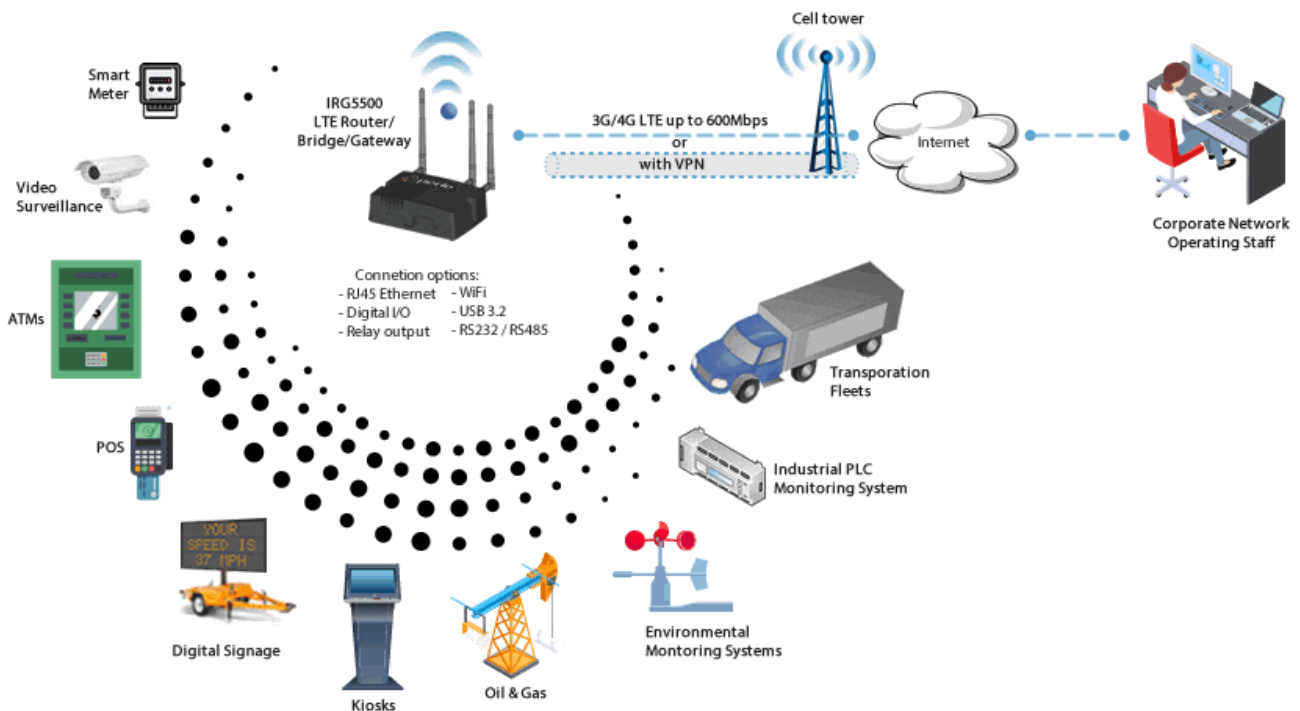 Cell tower
Smart
Meter
IRG5500
LTE Router/
Bridge/Gateway
3G/4G LTE up to 600Mbps
or
with VPN
Internet
Video
Surveillance
perle
Corporate Network
Operating Staff
Connetion options:
- RJ45 Ethernet - WiFi
- Digital I/O - USB 3.2
- Relay output - RS232 / RS485
ATMs
Transporation
Fleets
POS
Industrial PLC
Monitoring System
YOUR
SPEED IS
37 MPH
Digital Signage
Environmental
Montoring Systems
Kiosks
Oil & Gas